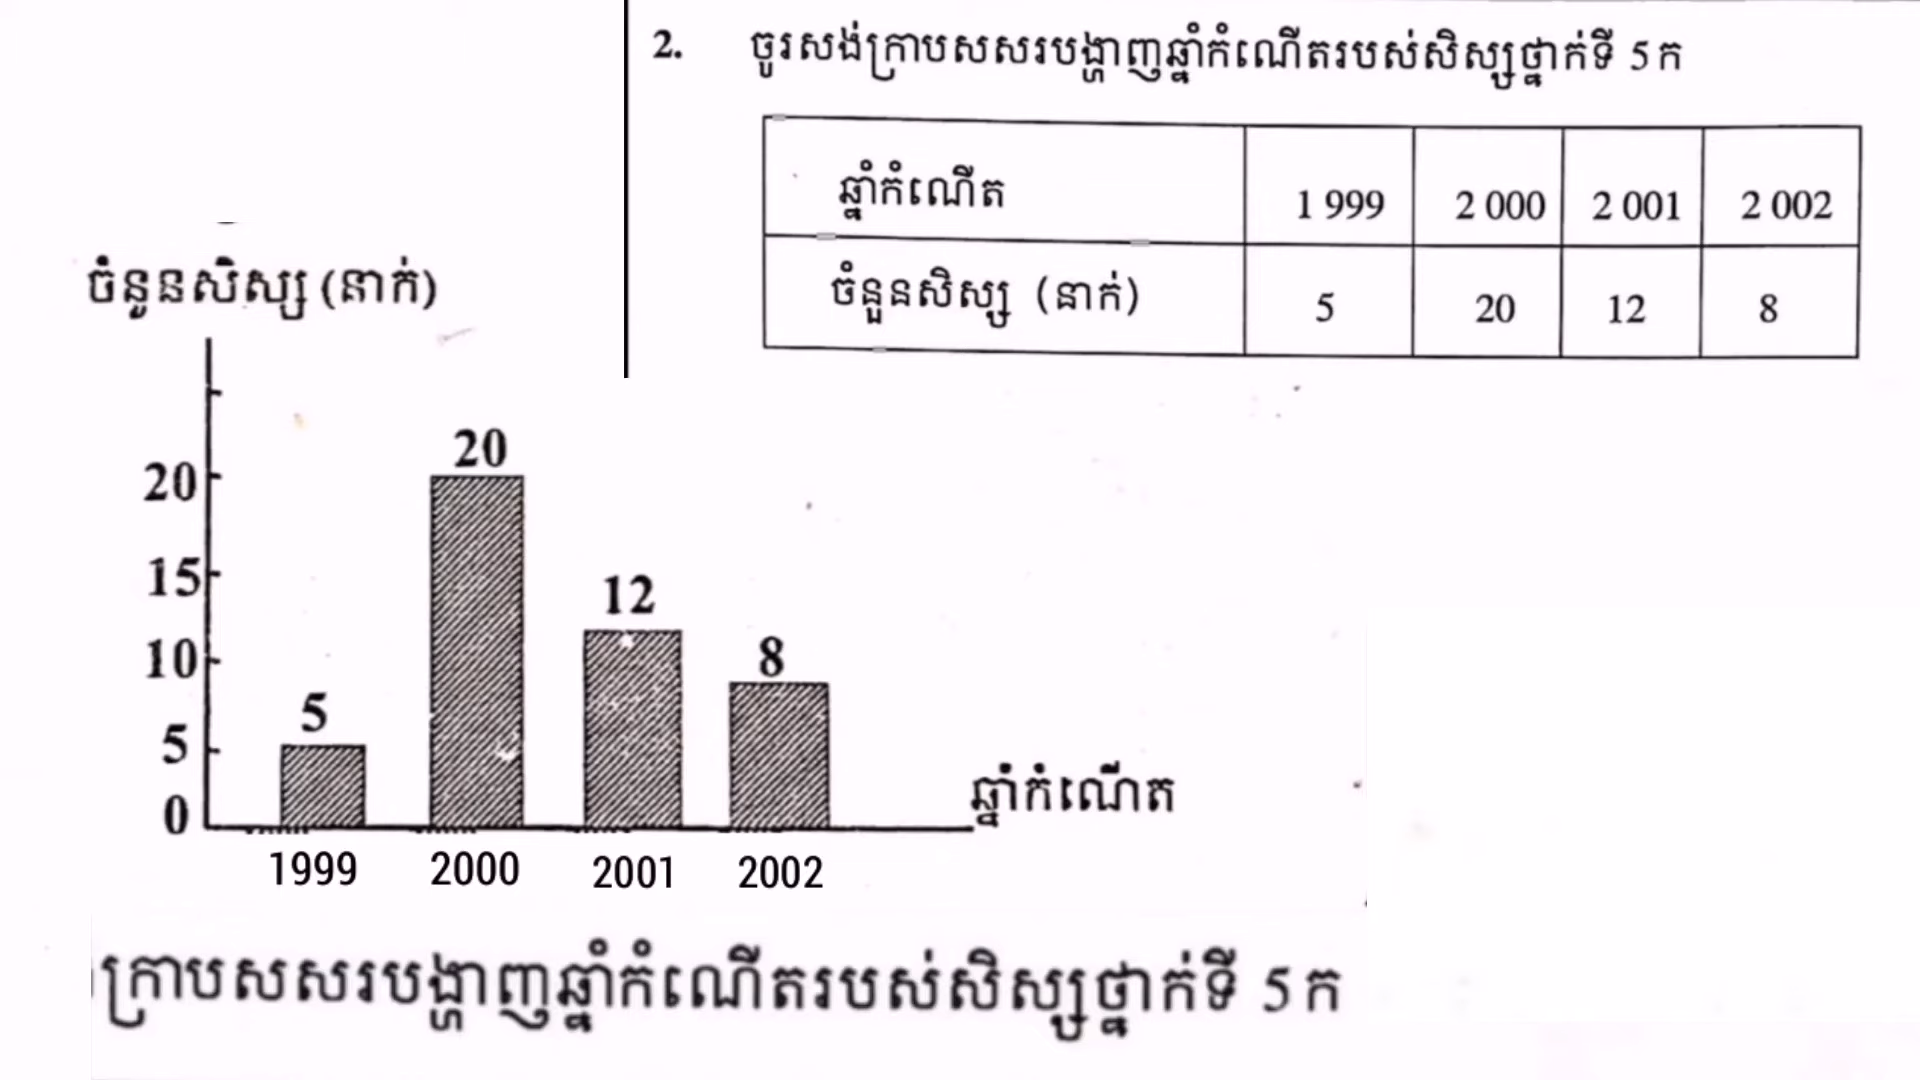 2. ចូរសង់ក្រាបសសរបង្ហាញឆ្នាំកំណើតរបស់សិស្សថ្នាក់ទី 5 ក
ឆ្នាំកំណើត 1 999 2 000 2 001 2 002
ចំនួនសិស្ស (នាក់) 5 20 12 8
ចំនួនសិស្ស (នាក់)
20
20
15
12
10
8
5
5
0
ឆ្នាំកំណើត
1999 2000 2001 2002
ក្រាបសសរបង្ហាញឆ្នាំកំណើតរបស់សិស្សថ្នាក់ទី 5 ក